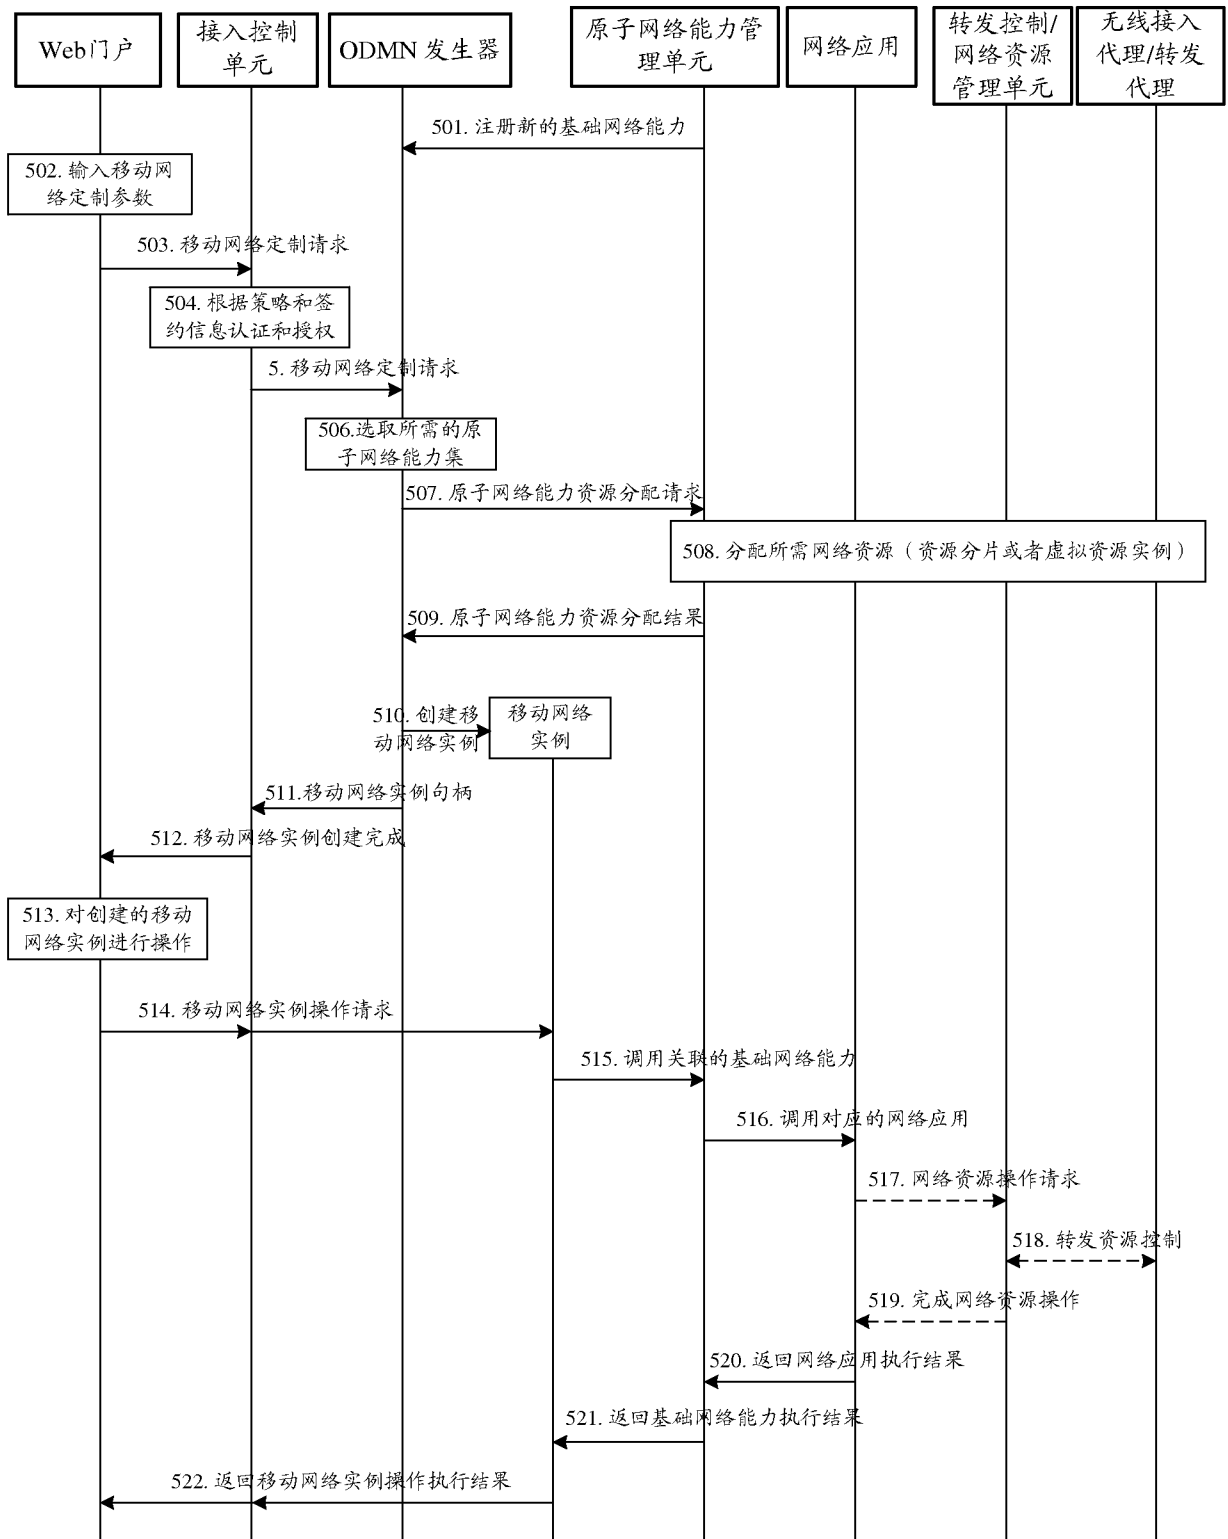 Web门户
接入控制
单元
ODMN 发生器
原子网络能力管
理单元
网络应用
转发控制/
网络资源
管理单元
无线接入
代理/转发
代理
501. 注册新的基础网络能力
502. 输入移动网
络定制参数
503. 移动网络定制请求
504. 根据策略和签
约信息认证和授权
5. 移动网络定制请求
506.选取所需的原
子网络能力集
507. 原子网络能力资源分配请求
508. 分配所需网络资源（资源分片或者虚拟资源实例）
509. 原子网络能力资源分配结果
510. 创建移
动网络实例
移动网络
实例
511.移动网络实例句柄
512. 移动网络实例创建完成
513. 对创建的移动
网络实例进行操作
514. 移动网络实例操作请求
515. 调用关联的基础网络能力
516. 调用对应的网络应用
517. 网络资源操作请求
518. 转发资源控制
519. 完成网络资源操作
520. 返回网络应用执行结果
521. 返回基础网络能力执行结果
522. 返回移动网络实例操作执行结果